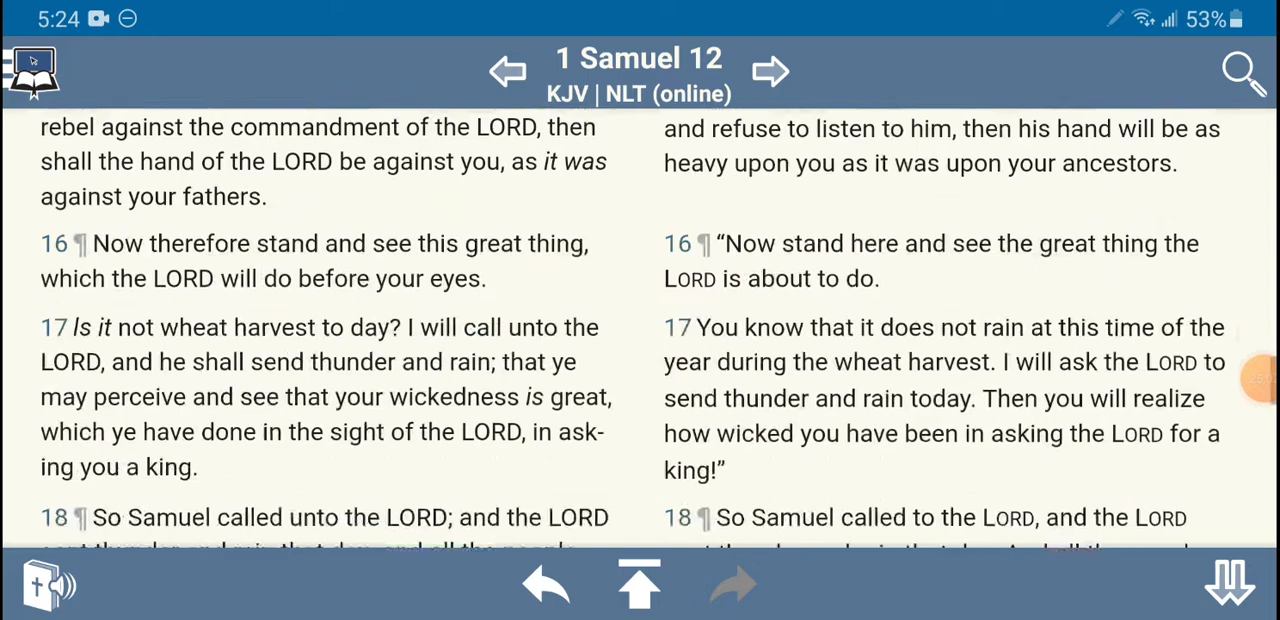 5:24
53%
1 Samuel 12
KJV | NLT (online)
rebel against the commandment of the LORD, then
shall the hand of the LORD be against you, as it was
against your fathers.
16 ¶ Now therefore stand and see this great thing,
which the LORD will do before your eyes.
17 Is it not wheat harvest to day? I will call unto the
LORD, and he shall send thunder and rain; that ye
may perceive and see that your wickedness is great,
which ye have done in the sight of the LORD, in ask-
ing you a king.
18 ¶ So Samuel called unto the LORD; and the LORD
and refuse to listen to him, then his hand will be as
heavy upon you as it was upon your ancestors.
16 ¶ “Now stand here and see the great thing the
LORD is about to do.
17 You know that it does not rain at this time of the
year during the wheat harvest. I will ask the LORD to
send thunder and rain today. Then you will realize
how wicked you have been in asking the LORD for a
king!”
18 ¶ So Samuel called to the LORD, and the LORD